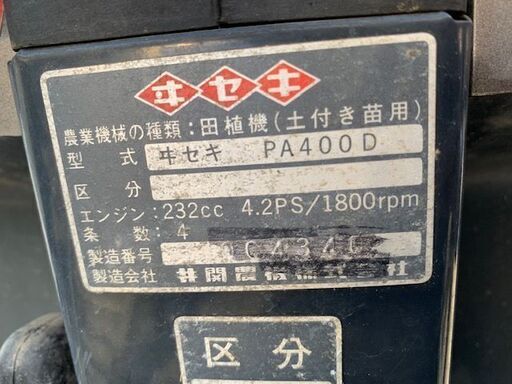 ヰセキ
農業機械の種類:田植機(土付き苗用)
型式 ヰセキ PA400D
区分
エンジン:232cc 4.2PS/1800rpm
条数:4
製造番号
製造会社 井関農機株式会社
区分